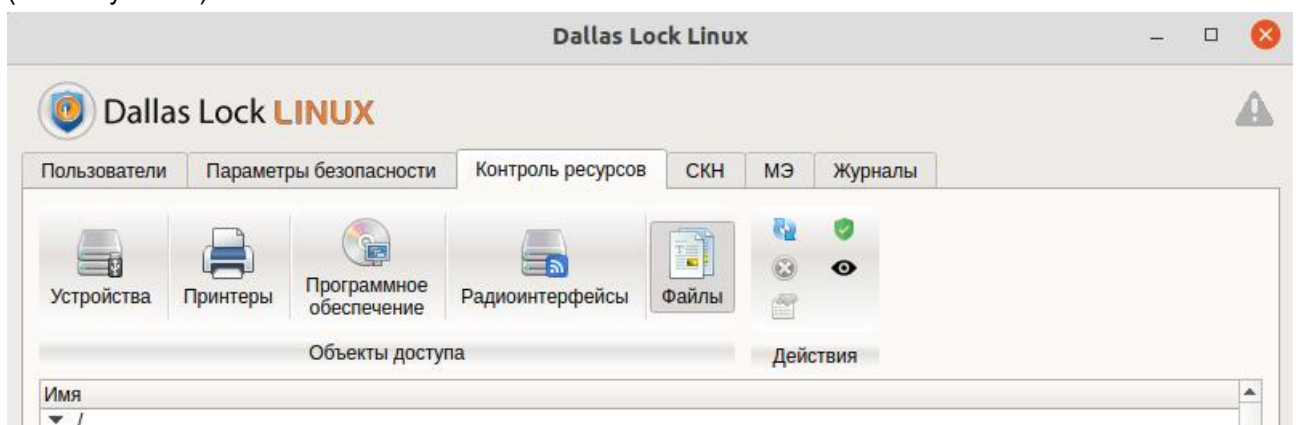 Dallas Lock Linux
Dallas Lock LINUX
Пользователи Параметры безопасности Контроль ресурсов СКН МЭ Журналы
Устройства Принтеры Программное обеспечение Радиоинтерфейсы Файлы
Объекты доступа Действия
Имя
/